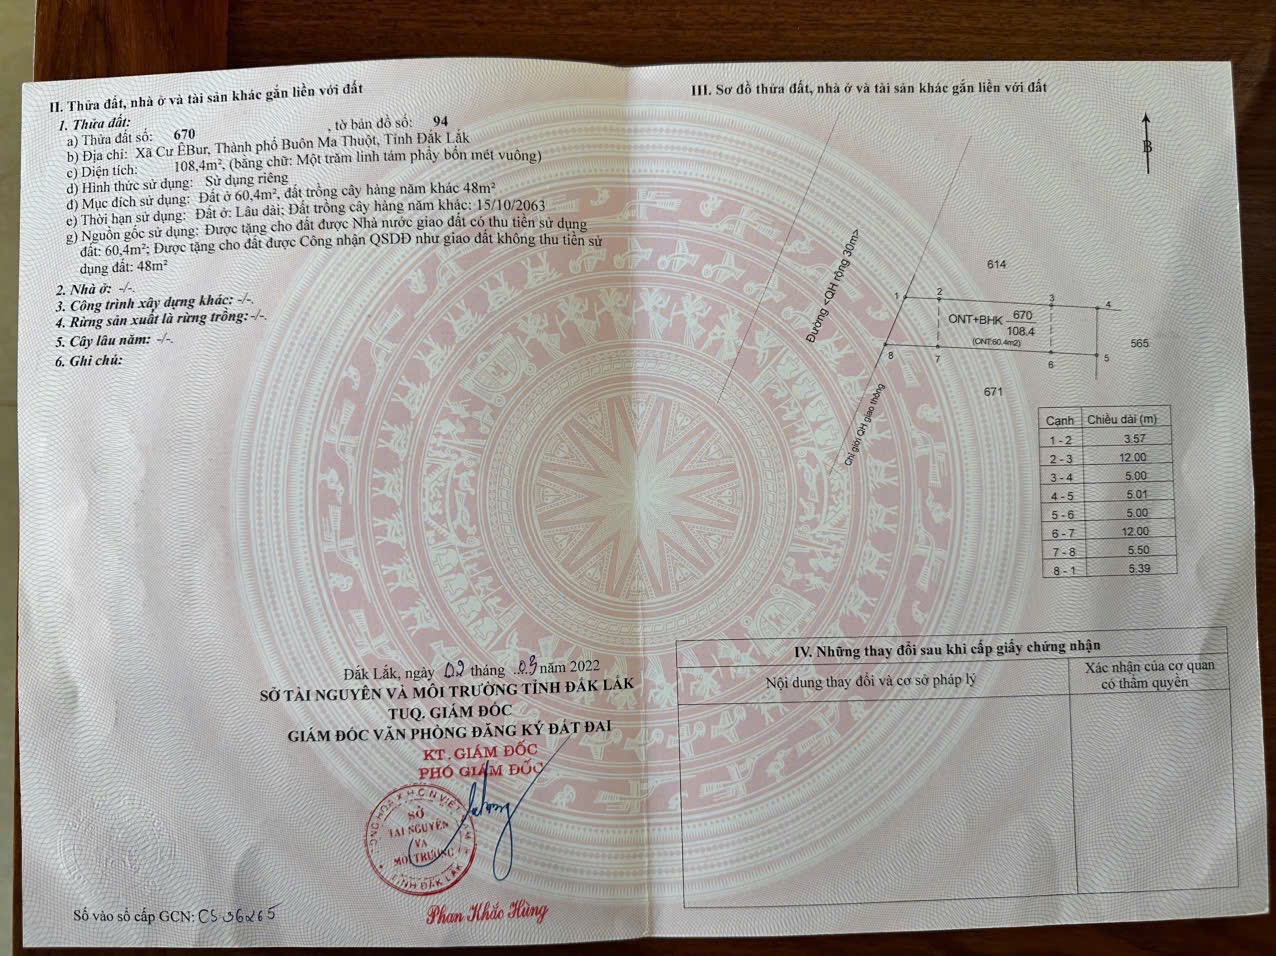 II. Thửa đất, nhà ở và tài sản khác gắn liền với đất
1. Thửa đất:
a) Thửa đất số: 670 , tờ bản đồ số: 94
b) Địa chỉ: Xã Cư ÊBur, Thành phố Buôn Ma Thuột, Tỉnh Đắk Lắk
c) Diện tích: 108,4m², (bằng chữ: Một trăm linh tám phẩy bốn mét vuông)
d) Hình thức sử dụng: Sử dụng riêng
đ) Mục đích sử dụng: Đất ở 60,4m², đất trồng cây hàng năm khác 48m²
e) Thời hạn sử dụng: Đất ở: Lâu dài; Đất trồng cây hàng năm khác: 15/10/2063
g) Nguồn gốc sử dụng: Được tặng cho đất được Nhà nước giao đất có thu tiền sử dụng
đất: 60,4m²; Được tặng cho đất được Công nhận QSDĐ như giao đất không thu tiền sử
dụng đất: 48m²
2. Nhà ở: -/-.
3. Công trình xây dựng khác: -/-.
4. Rừng sản xuất là rừng trồng: -/-.
5. Cây lâu năm: -/-.
6. Ghi chú:
Đắk Lắk, ngày 02 tháng 03 năm 2022
SỞ TÀI NGUYÊN VÀ MÔI TRƯỜNG TỈNH ĐẮK LẮK
TUQ. GIÁM ĐỐC
GIÁM ĐỐC VĂN PHÒNG ĐĂNG KÝ ĐẤT ĐAI
KT. GIÁM ĐỐC
PHÓ GIÁM ĐỐC
SỞ
TÀI NGUYÊN
VÀ
MÔI TRƯỜNG
TỈNH ĐẮK LẮK
Phan Khắc Hùng
Số vào sổ cấp GCN: CS 36265
III. Sơ đồ thửa đất, nhà ở và tài sản khác gắn liền với đất
B
Đường <QH rộng 30m>
Chỉ giới QH giao thông
614
1
2
3
4
ONT+BHK 670
108.4
(ONT:60.4m2)
565
8
7
6
5
671
Cạnh Chiều dài (m)
1 - 2 3.57
2 - 3 12.00
3 - 4 5.00
4 - 5 5.01
5 - 6 5.00
6 - 7 12.00
7 - 8 5.50
8 - 1 5.39
IV. Những thay đổi sau khi cấp giấy chứng nhận
Nội dung thay đổi và cơ sở pháp lý
Xác nhận của cơ quan
có thẩm quyền